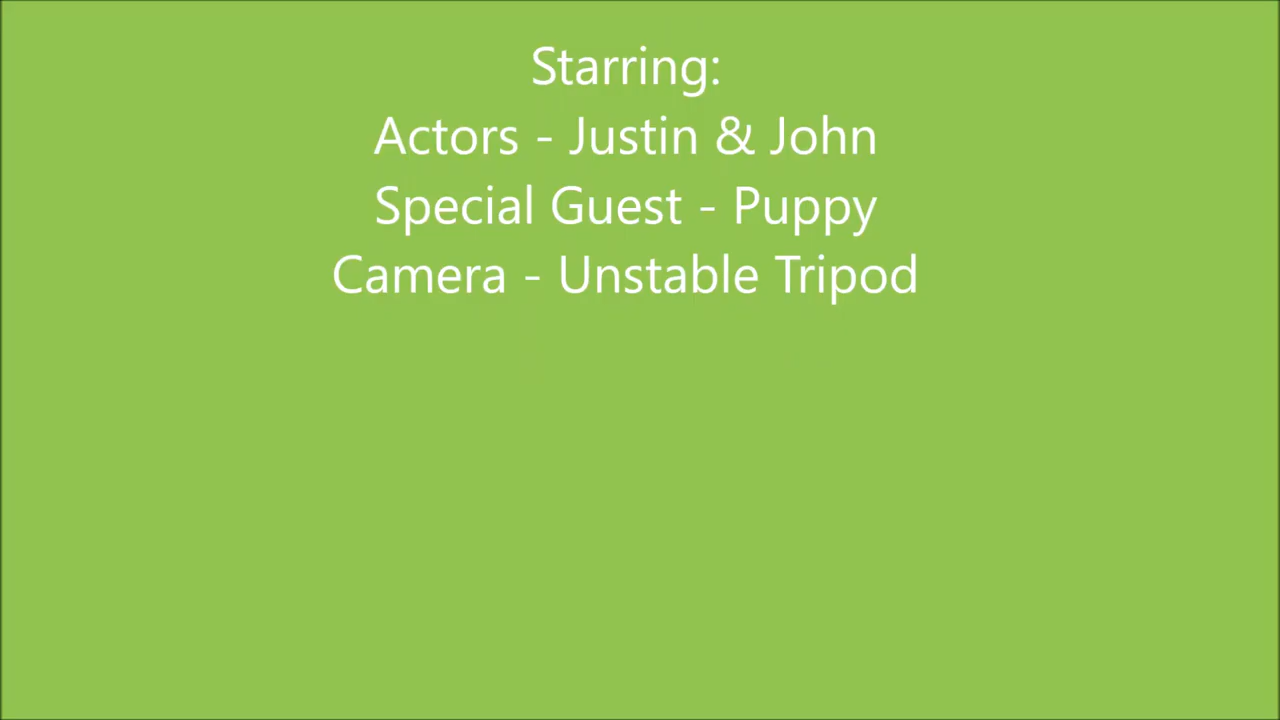 Starring:
Actors - Justin & John
Special Guest - Puppy
Camera - Unstable Tripod